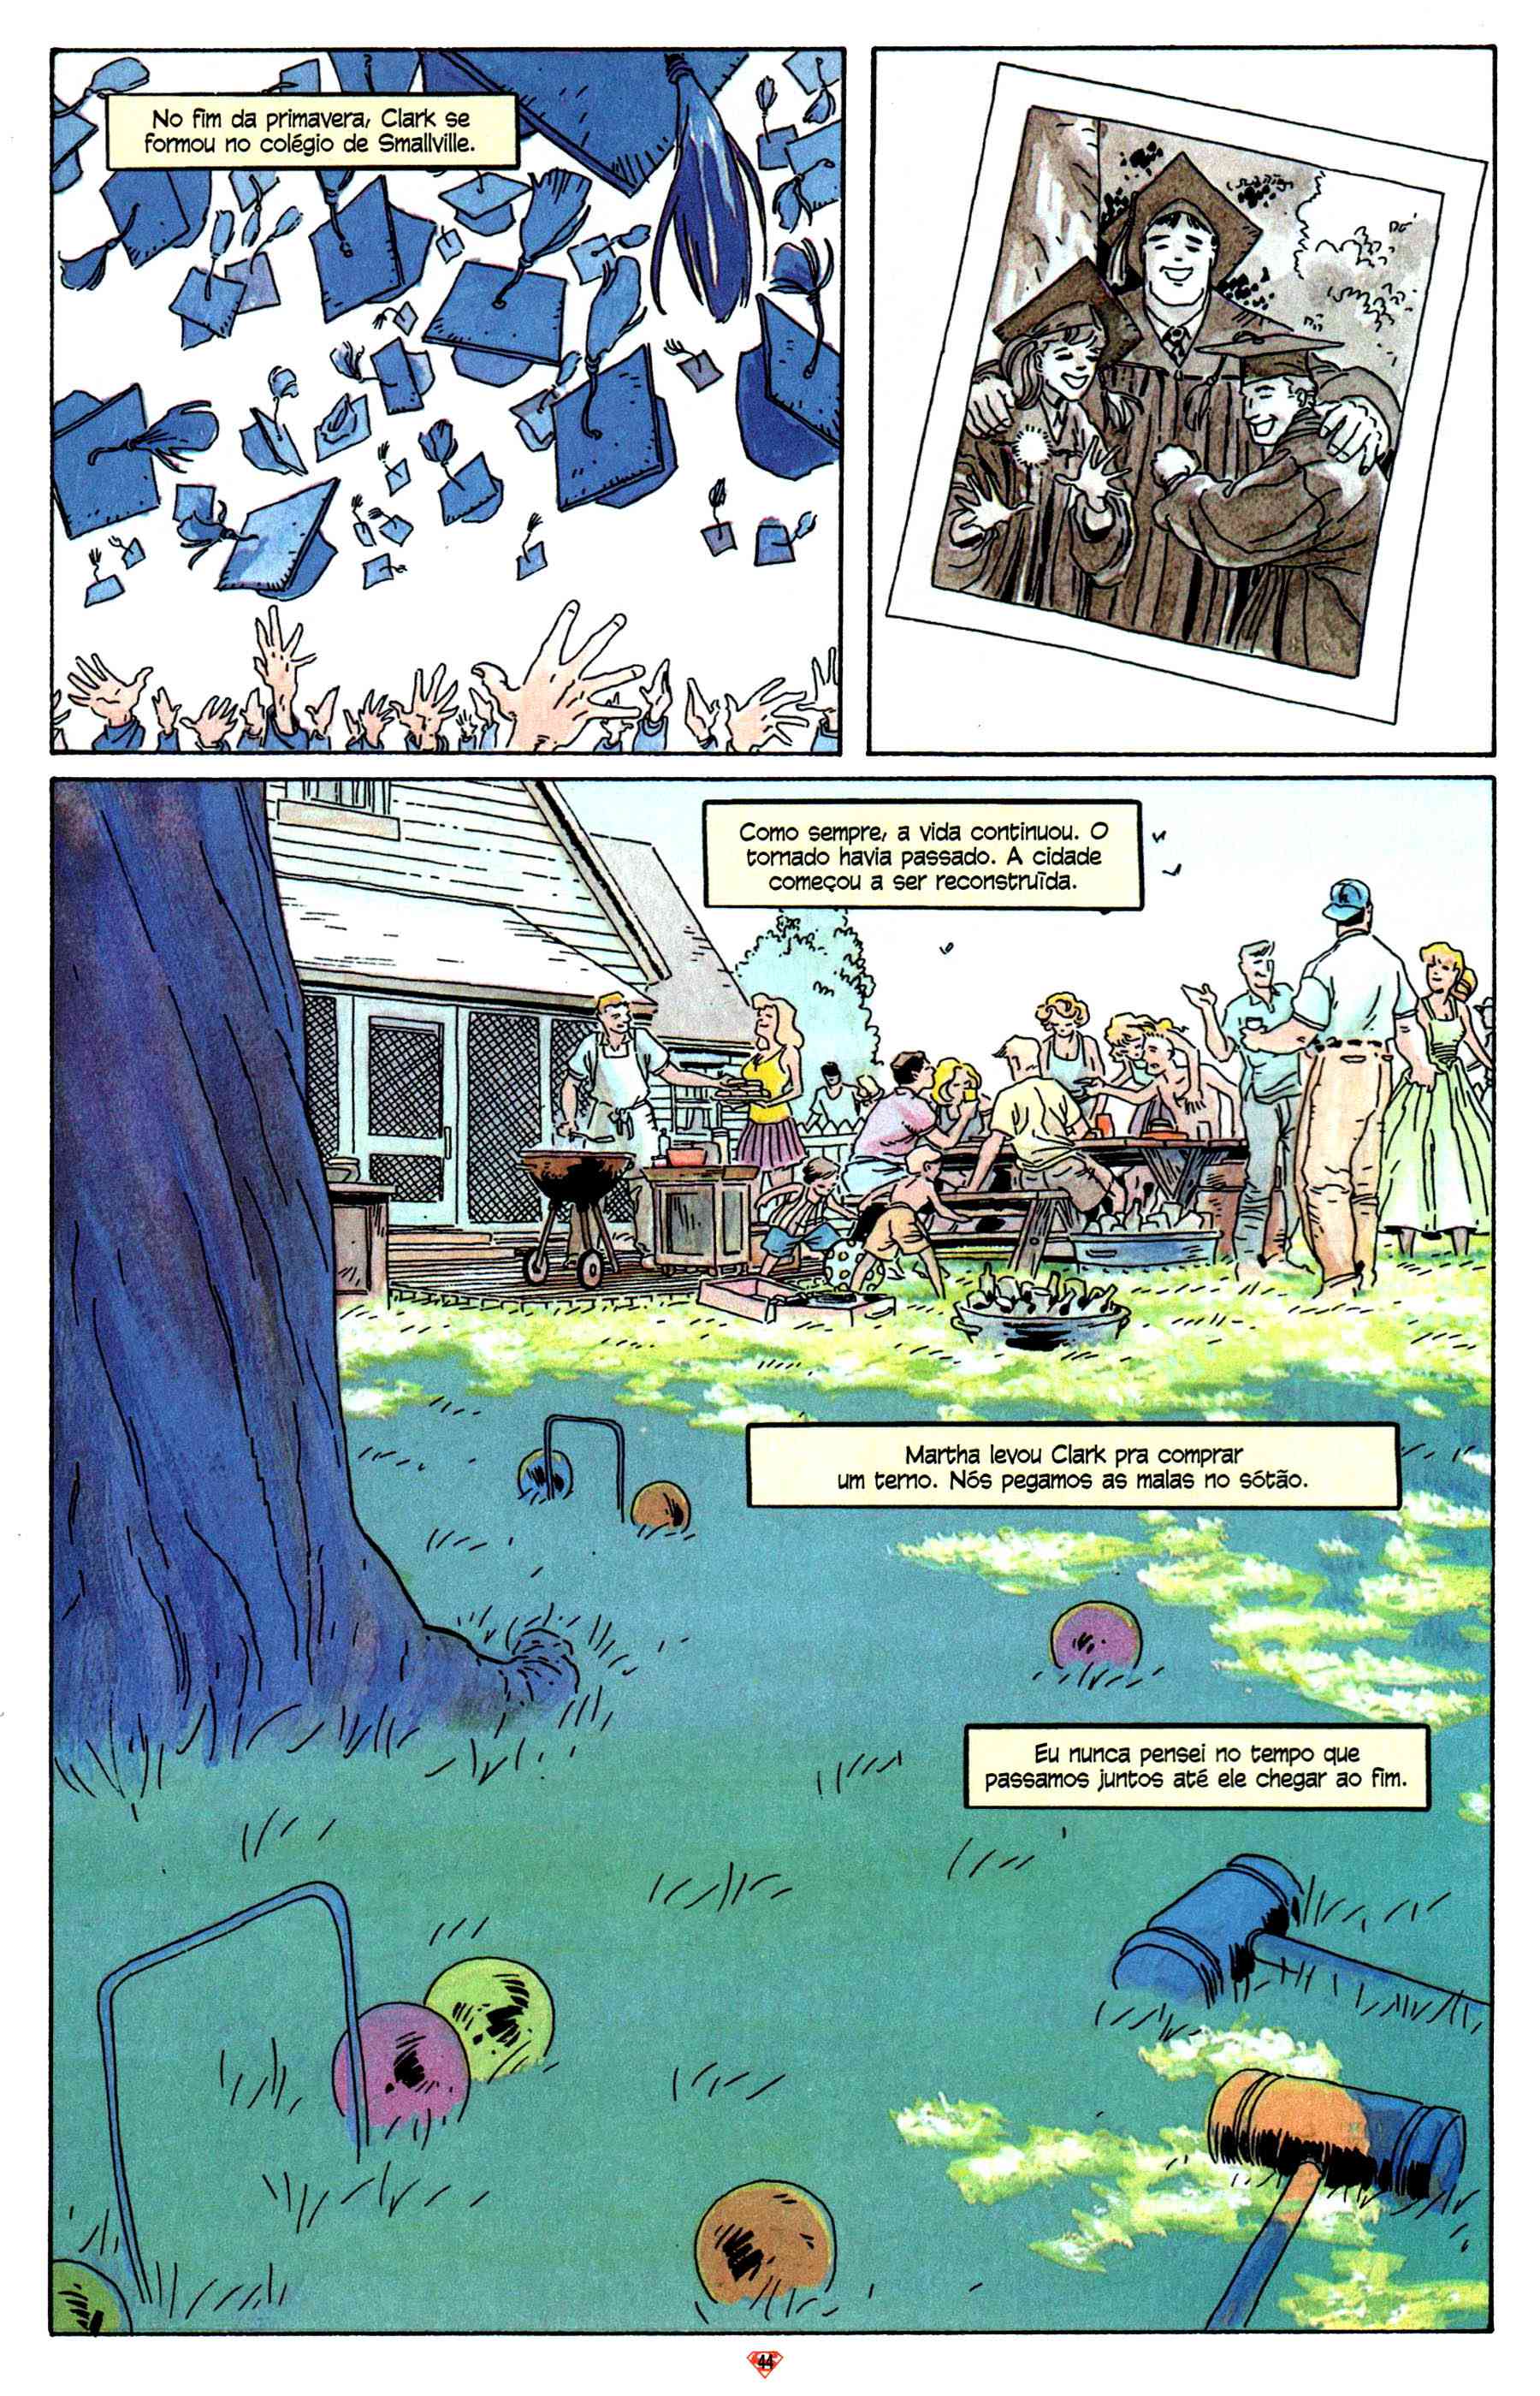 No fim da primavera, Clark se
formou no colégio de Smallville.
Como sempre, a vida continuou. O
tornado havia passado. A cidade
começou a ser reconstruída.
Martha levou Clark pra comprar
um terno. Nós pegamos as malas no sótão.
Eu nunca pensei no tempo que
passamos juntos até ele chegar ao fim.
44